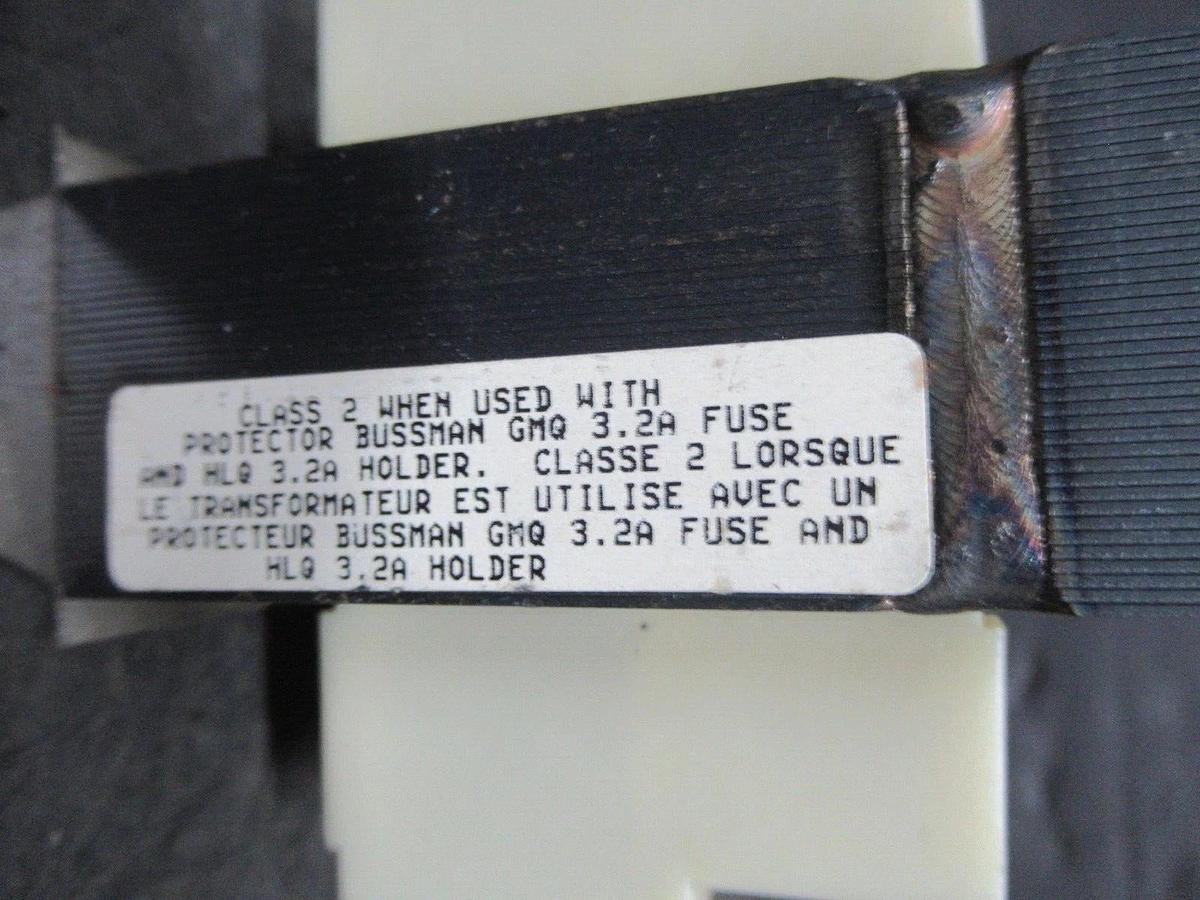 CLASS 2 WHEN USED WITH
PROTECTOR BUSSMAN GMQ 3.2A FUSE
AND HLQ 3.2A HOLDER. CLASSE 2 LORSQUE
LE TRANSFORMATEUR EST UTILISE AVEC UN
PROTECTEUR BUSSMAN GMQ 3.2A FUSE AND
HLQ 3.2A HOLDER